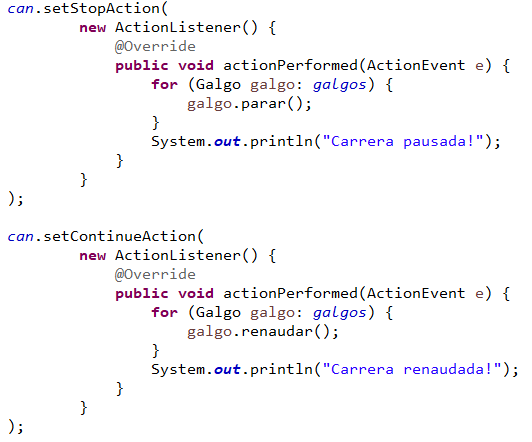 can.setStopAction(
        new ActionListener() {
            @Override
            public void actionPerformed(ActionEvent e) {
                for (Galgo galgo: galgos) {
                    galgo.parar();
                }
                System.out.println("Carrera pausada!");
            }
        }
);

can.setContinueAction(
        new ActionListener() {
            @Override
            public void actionPerformed(ActionEvent e) {
                for (Galgo galgo: galgos) {
                    galgo.renaudar();
                }
                System.out.println("Carrera renaudada!");
            }
        }
);